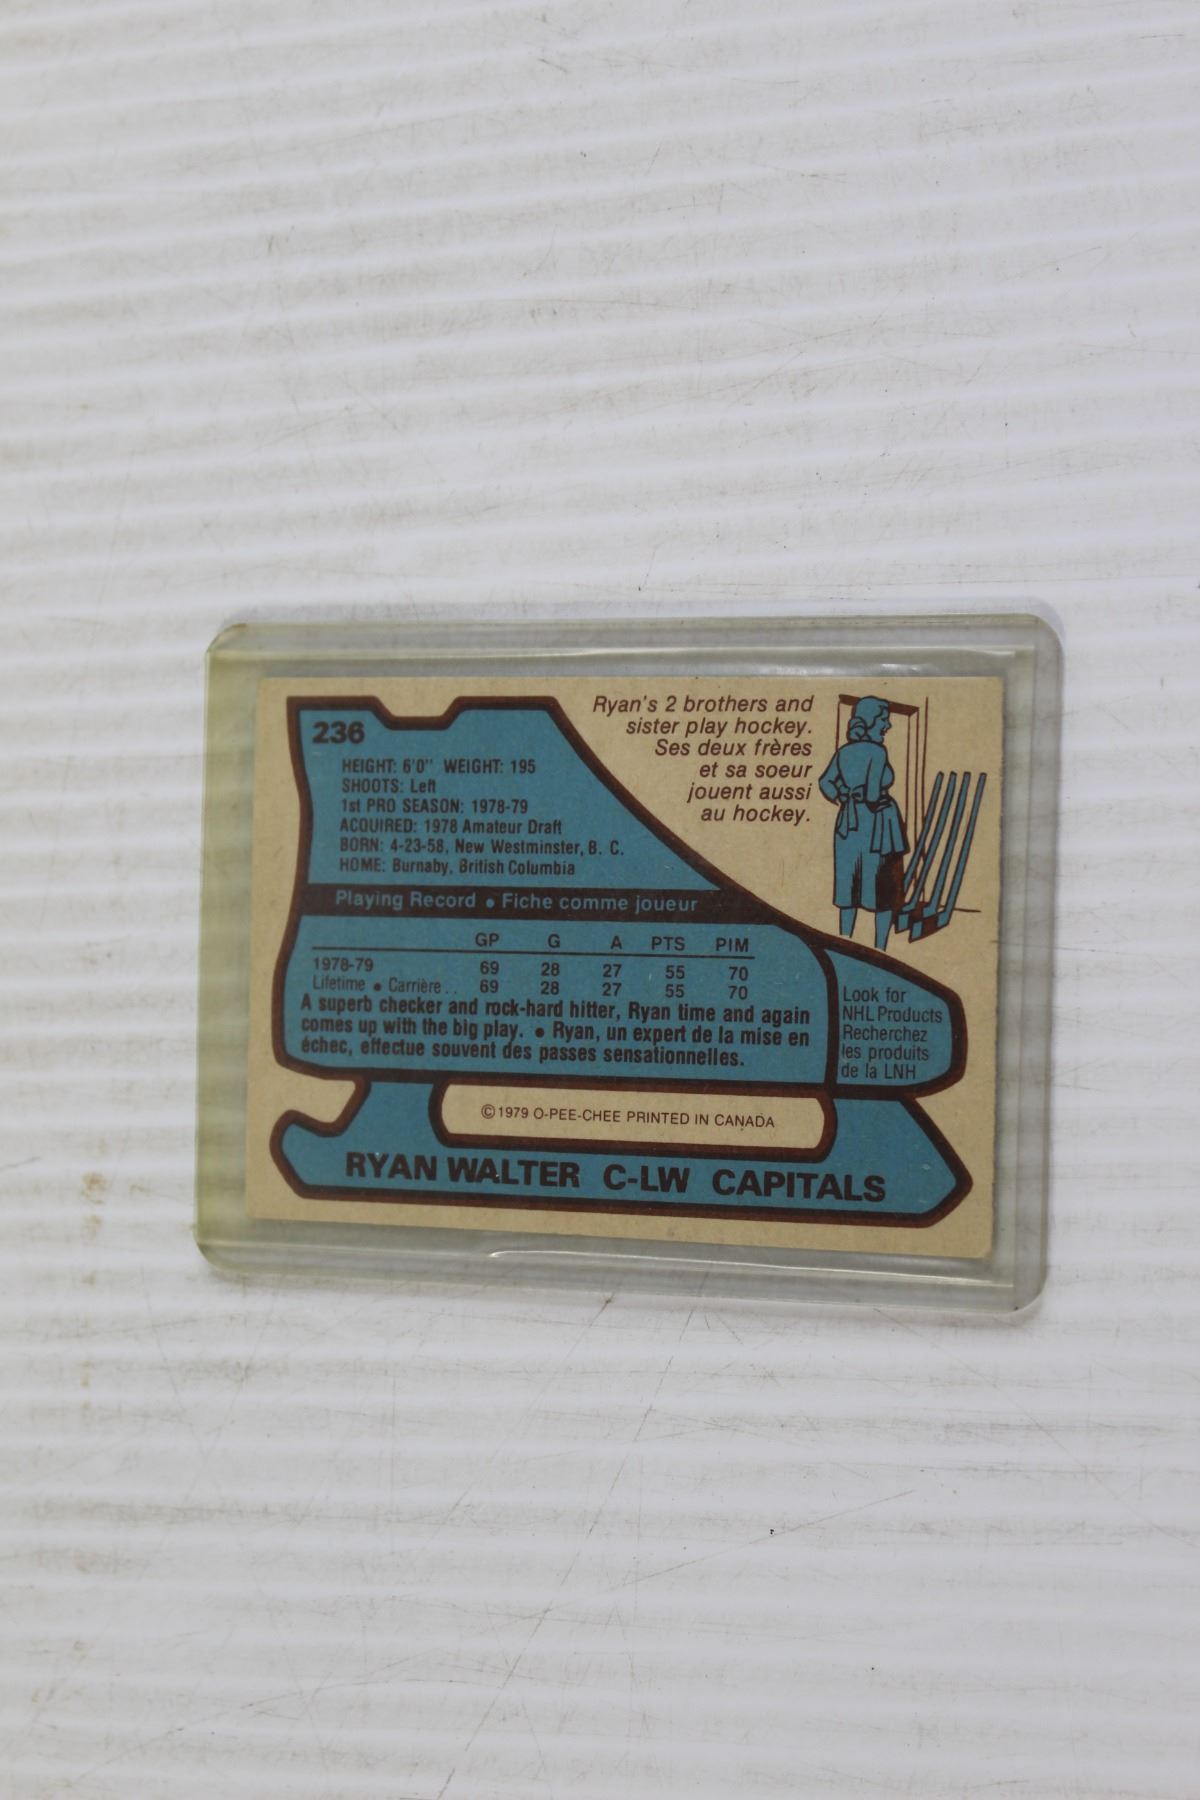 236
HEIGHT: 6'0" WEIGHT: 195
SHOOTS: Left
1st PRO SEASON: 1978-79
ACQUIRED: 1978 Amateur Draft
BORN: 4-23-58, New Westminster, B. C.
HOME: Burnaby, British Columbia
Ryan's 2 brothers and
sister play hockey.
Ses deux frères
et sa soeur
jouent aussi
au hockey.
Playing Record • Fiche comme joueur
GP G A PTS PIM
1978-79 69 28 27 55 70
Lifetime • Carrière .. 69 28 27 55 70
A superb checker and rock-hard hitter, Ryan time and again
comes up with the big play. • Ryan, un expert de la mise en
échec, effectue souvent des passes sensationnelles.
Look for
NHL Products
Recherchez
les produits
de la LNH
©1979 O-PEE-CHEE PRINTED IN CANADA
RYAN WALTER C-LW CAPITALS